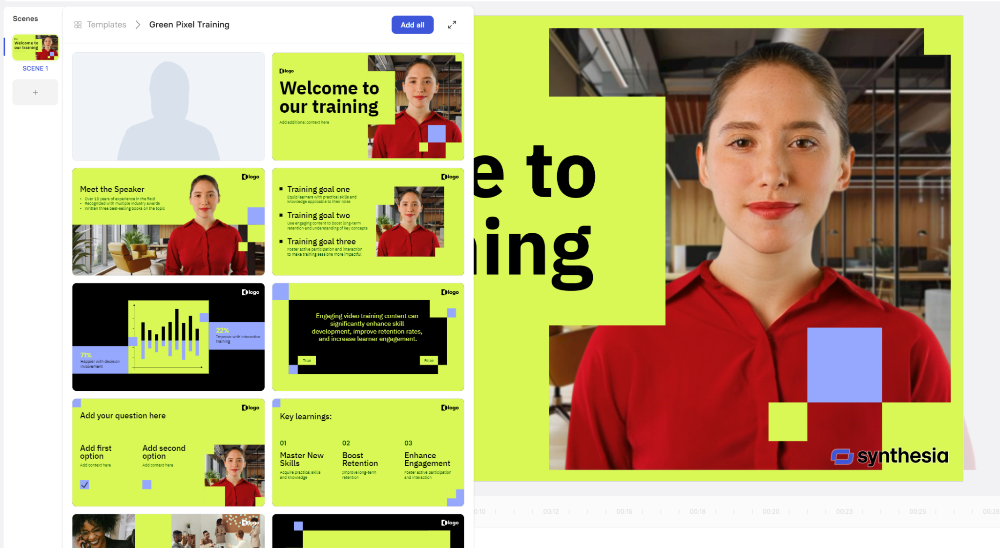 Scenes
Welcome to
our training
SCENE 1
+
Templates
Green Pixel Training
Add all
logo
Welcome to
our training
Add additional context here
logo
Meet the Speaker
• Over 15 years of experience in the field
• Recognized with multiple industry awards
• Written three best-selling books on the topic
logo
Training goal one
Equip learners with practical skills and
knowledge applicable to their roles
Training goal two
Use engaging content to boost long-term
retention and understanding of key concepts
Training goal three
Foster active participation and interaction
to make training sessions more impactful
logo
22%
Improve with interactive
training
71%
Happier with decision
involvement
logo
Engaging video training content can
significantly enhance skill
development, improve retention rates,
and increase learner engagement.
True
False
logo
Add your question here
Add first
option
Add context here
Add second
option
Add context here
logo
Key learnings:
01
Master New
Skills
Acquire practical skills
and knowledge
02
Boost
Retention
Improve long-term
retention
03
Enhance
Engagement
Foster active participation
and interaction
logo
logo
e to
ning
synthesia
0:10
00:12
00:15
00:18
00:20
00:23
00:25
00:28